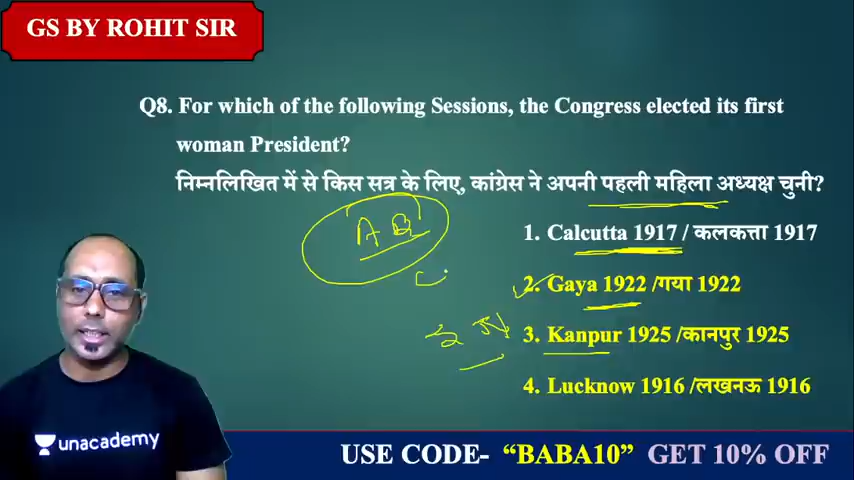 GS BY ROHIT SIR
Q8. For which of the following Sessions, the Congress elected its first
woman President?
निम्नलिखित में से किस सत्र के लिए, कांग्रेस ने अपनी पहली महिला अध्यक्ष चुनी?
A B
1. Calcutta 1917 / कलकत्ता 1917
2. Gaya 1922 /गया 1922
3. Kanpur 1925 /कानपुर 1925
4. Lucknow 1916 /लखनऊ 1916
unacademy
USE CODE- “BABA10” GET 10% OFF